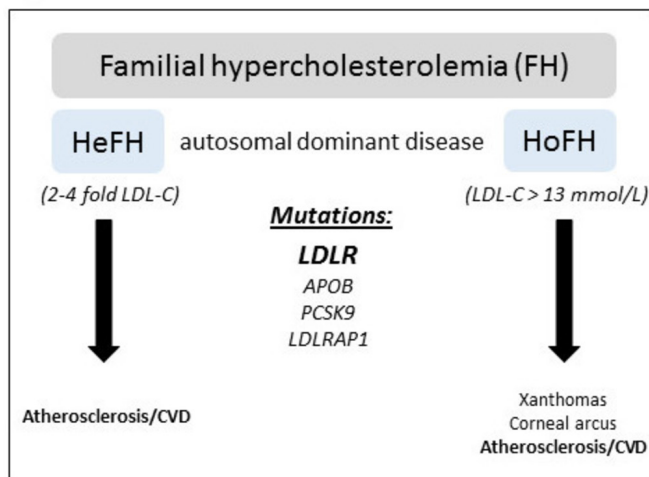 Familial hypercholesterolemia (FH)
HeFH autosomal dominant disease HoFH
(2-4 fold LDL-C) (LDL-C > 13 mmol/L)
Mutations:
LDLR
APOB
PCSK9
LDLRAP1
Atherosclerosis/CVD
Xanthomas
Corneal arcus
Atherosclerosis/CVD